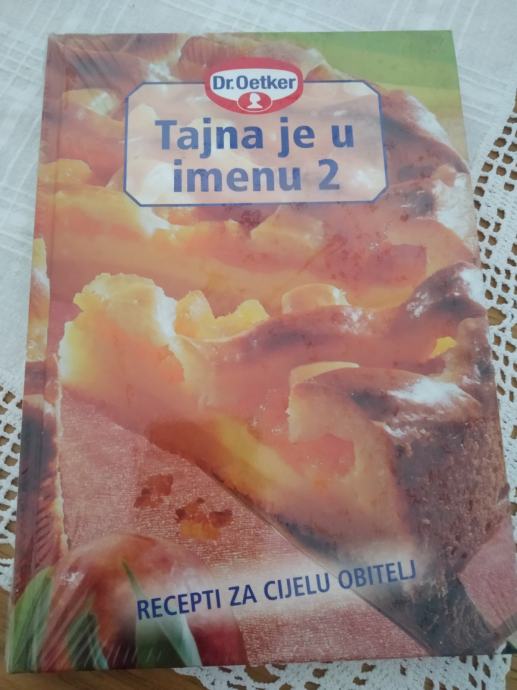 Dr.Oetker
Tajna je u
imenu 2
RECEPTI ZA CIJELU OBITELJ